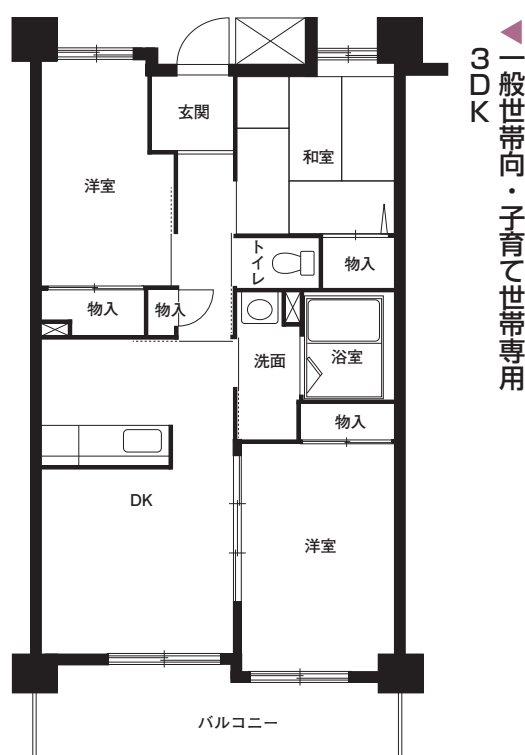 ◀一般世帯向・子育て世帯専用
3DK
玄関
和室
洋室
トイレ
物入
物入
物入
洗面
浴室
物入
DK
洋室
バルコニー